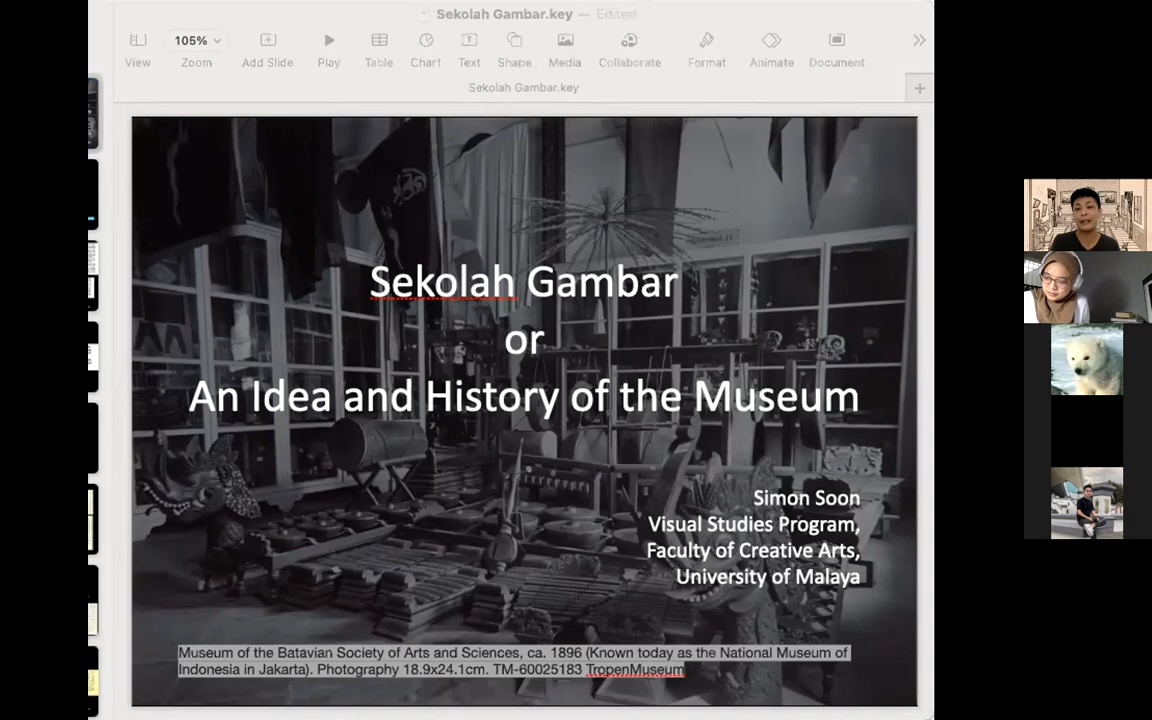 Sekolah Gambar.key — Edited
105%
View Zoom Add Slide Play Table Chart Text Shape Media Collaborate Format Animate Document
Sekolah Gambar.key
Sekolah Gambar
or
An Idea and History of the Museum
Simon Soon
Visual Studies Program,
Faculty of Creative Arts,
University of Malaya
Museum of the Batavian Society of Arts and Sciences, ca. 1896 (Known today as the National Museum of
Indonesia in Jakarta). Photography 18.9x24.1cm. TM-60025183 TropenMuseum